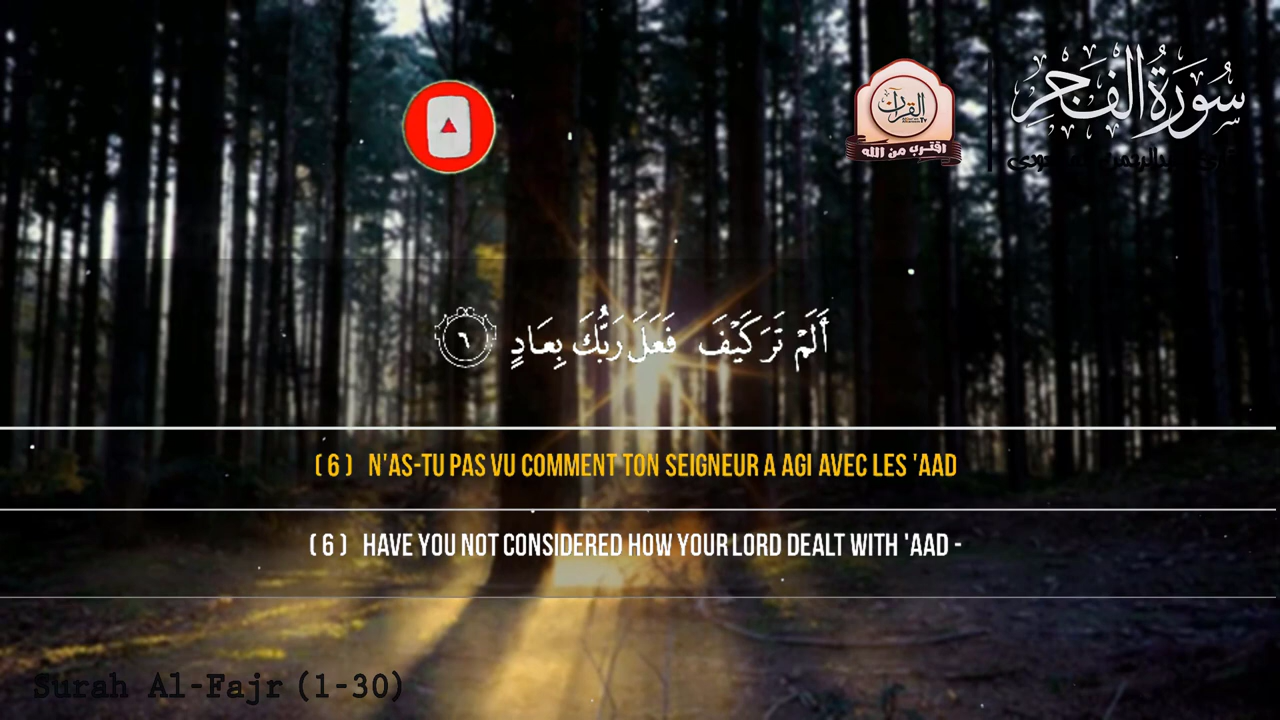 سُورَةُ الفَجْرِ
القرآن
اقترب من الله
أَلَمْ تَرَ كَيْفَ فَعَلَ رَبُّكَ بِعَادٍ ٦
( 6 ) N'AS-TU PAS VU COMMENT TON SEIGNEUR A AGI AVEC LES 'AAD
( 6 ) HAVE YOU NOT CONSIDERED HOW YOUR LORD DEALT WITH 'AAD -
Surah Al-Fajr (1-30)